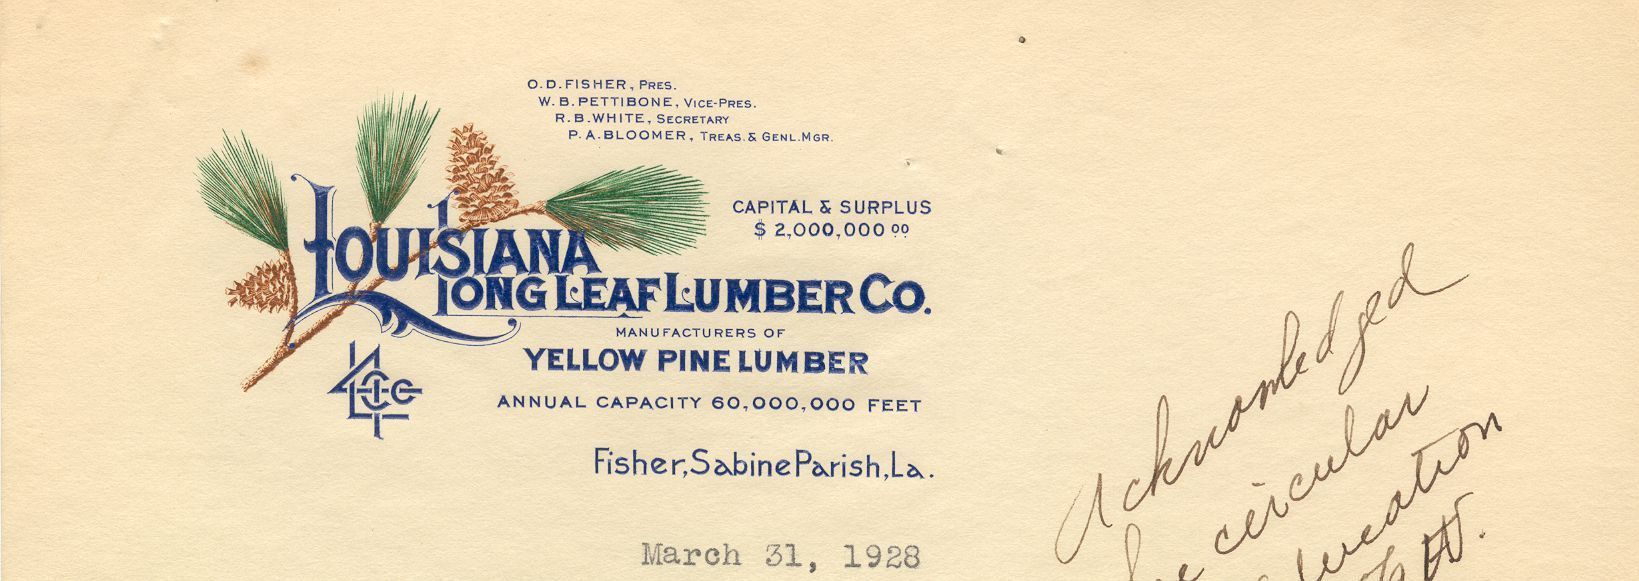 O.D.FISHER, PRES.
W.B.PETTIBONE, VICE-PRES.
R.B.WHITE, SECRETARY
P.A.BLOOMER, TREAS.& GENL.MGR.
CAPITAL & SURPLUS
$ 2,000,000 00
LOUISIANA
LONG LEAF LUMBER CO.
MANUFACTURERS OF
YELLOW PINE LUMBER
ANNUAL CAPACITY 60,000,000 FEET
Fisher, Sabine Parish, La.
March 31, 1928
Acknowledged
circular